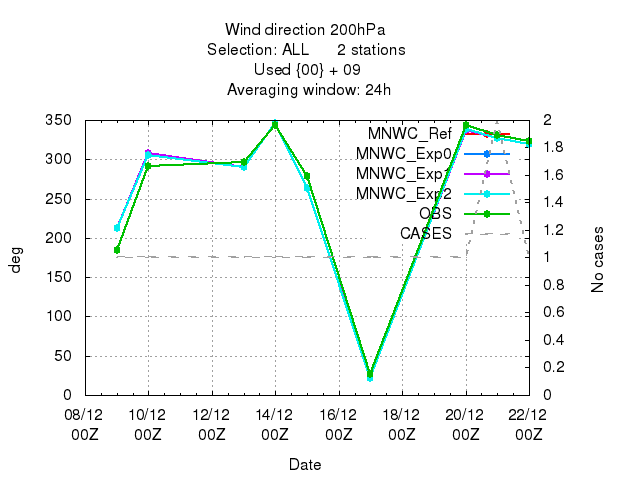 Wind direction 200hPa
Selection: ALL 2 stations
Used {00} + 09
Averaging window: 24h
350
300
250
200
150
100
50
0
deg
2
1.8
1.6
1.4
1.2
1
0.8
0.6
0.4
0.2
0
No cases
MNWC_Ref
MNWC_Exp0
MNWC_Exp1
MNWC_Exp2
OBS
CASES
08/12 10/12 12/12 14/12 16/12 18/12 20/12 22/12
00Z 00Z 00Z 00Z 00Z 00Z 00Z 00Z
Date